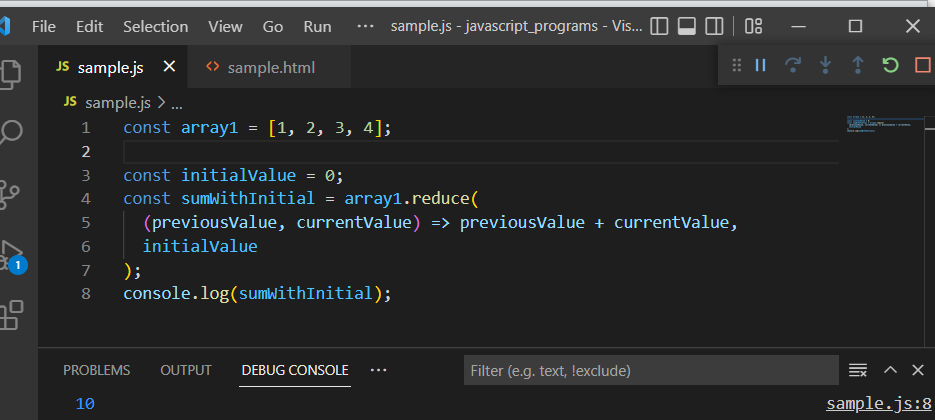 File Edit Selection View Go Run ··· sample.js - javascript_programs - Vis...
JS sample.js <> sample.html
JS sample.js > ...
1 const array1 = [1, 2, 3, 4];
2
3 const initialValue = 0;
4 const sumWithInitial = array1.reduce(
5 (previousValue, currentValue) => previousValue + currentValue,
6 initialValue
7 );
8 console.log(sumWithInitial);
1
PROBLEMS OUTPUT DEBUG CONSOLE ··· Filter (e.g. text, !exclude)
10 sample.js:8